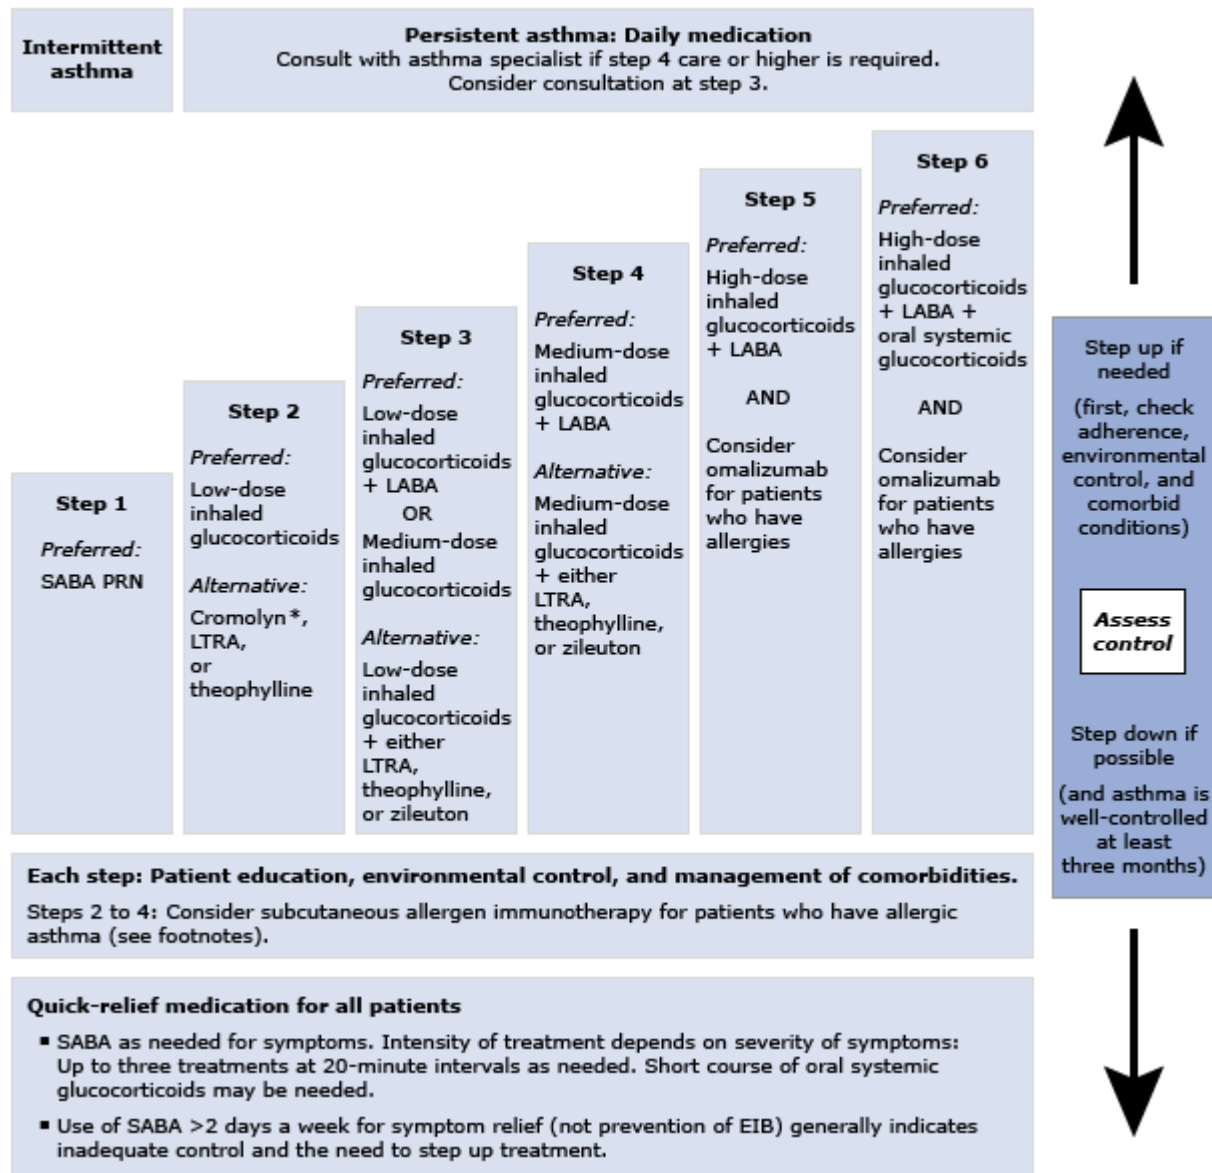 Intermittent
asthma
Persistent asthma: Daily medication
Consult with asthma specialist if step 4 care or higher is required.
Consider consultation at step 3.
Step 1
Preferred:
SABA PRN
Step 2
Preferred:
Low-dose
inhaled
glucocorticoids
Alternative:
Cromolyn*,
LTRA,
or
theophylline
Step 3
Preferred:
Low-dose
inhaled
glucocorticoids
+ LABA
OR
Medium-dose
inhaled
glucocorticoids
Alternative:
Low-dose
inhaled
glucocorticoids
+ either
LTRA,
theophylline,
or zileuton
Step 4
Preferred:
Medium-dose
inhaled
glucocorticoids
+ LABA
Alternative:
Medium-dose
inhaled
glucocorticoids
+ either
LTRA,
theophylline,
or zileuton
Step 5
Preferred:
High-dose
inhaled
glucocorticoids
+ LABA
AND
Consider
omalizumab
for patients
who have
allergies
Step 6
Preferred:
High-dose
inhaled
glucocorticoids
+ LABA +
oral systemic
glucocorticoids
AND
Consider
omalizumab
for patients
who have
allergies
Step up if
needed
(first, check
adherence,
environmental
control, and
comorbid
conditions)
Assess
control
Step down if
possible
(and asthma is
well-controlled
at least
three months)
Each step: Patient education, environmental control, and management of comorbidities.
Steps 2 to 4: Consider subcutaneous allergen immunotherapy for patients who have allergic
asthma (see footnotes).
Quick-relief medication for all patients
▪ SABA as needed for symptoms. Intensity of treatment depends on severity of symptoms:
Up to three treatments at 20-minute intervals as needed. Short course of oral systemic
glucocorticoids may be needed.
▪ Use of SABA >2 days a week for symptom relief (not prevention of EIB) generally indicates
inadequate control and the need to step up treatment.